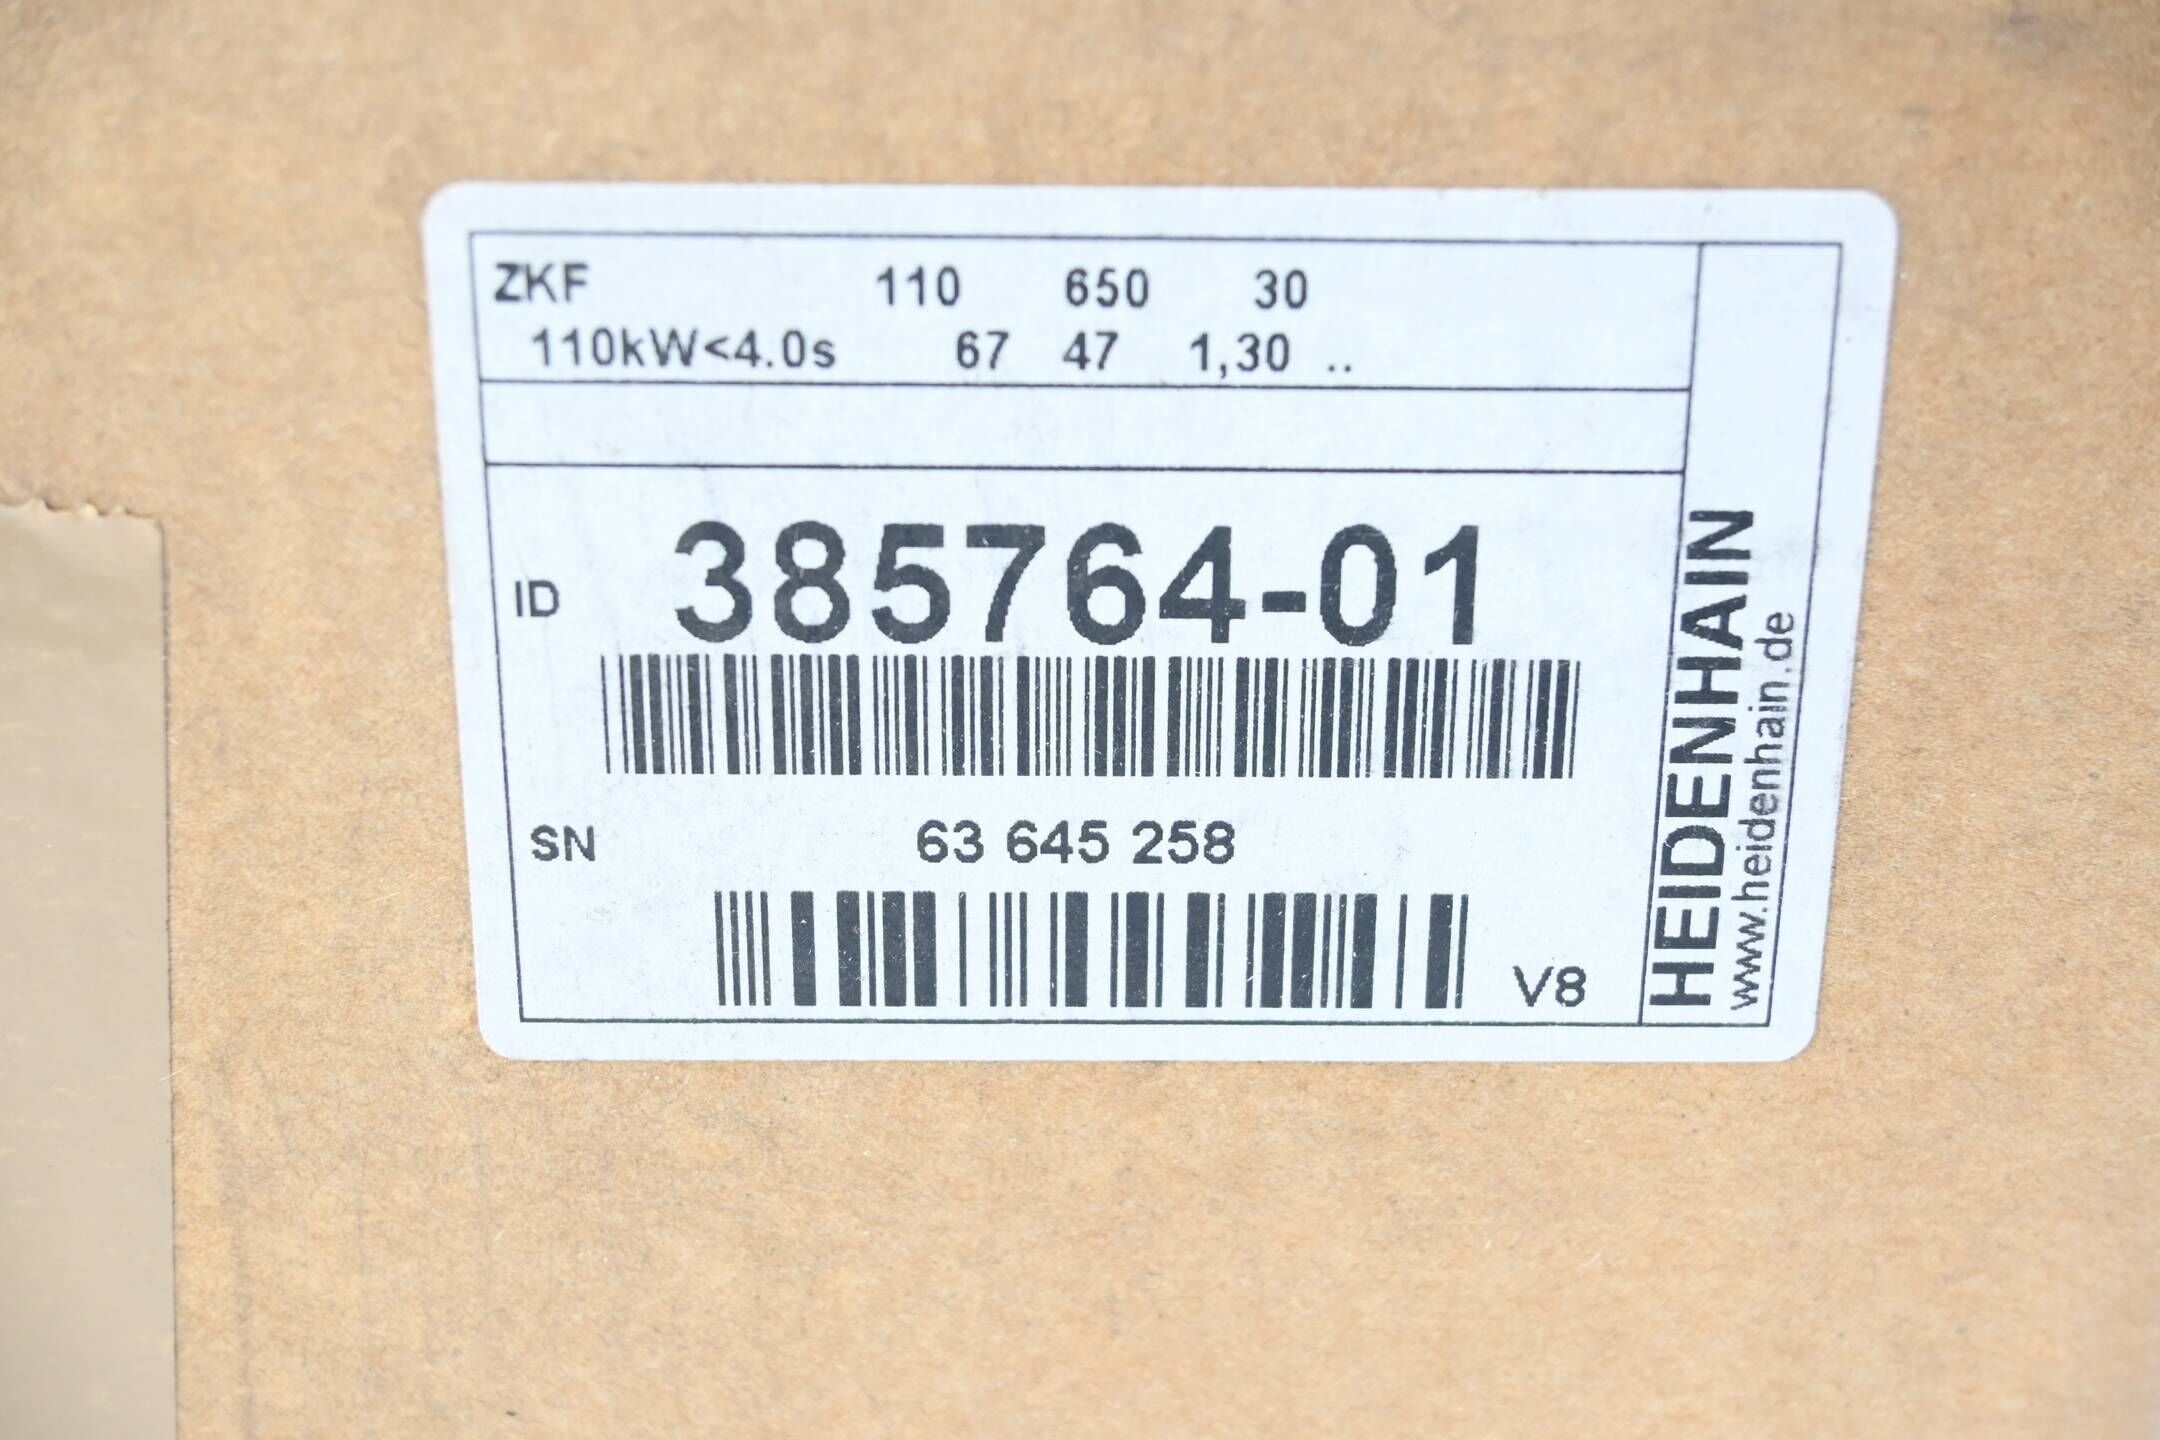 ZKF 110 650 30
110kW<4.0s 67 47 1,30 ..
ID 385764-01
SN 63 645 258
V8
HEIDENHAIN
www.heidenhain.de